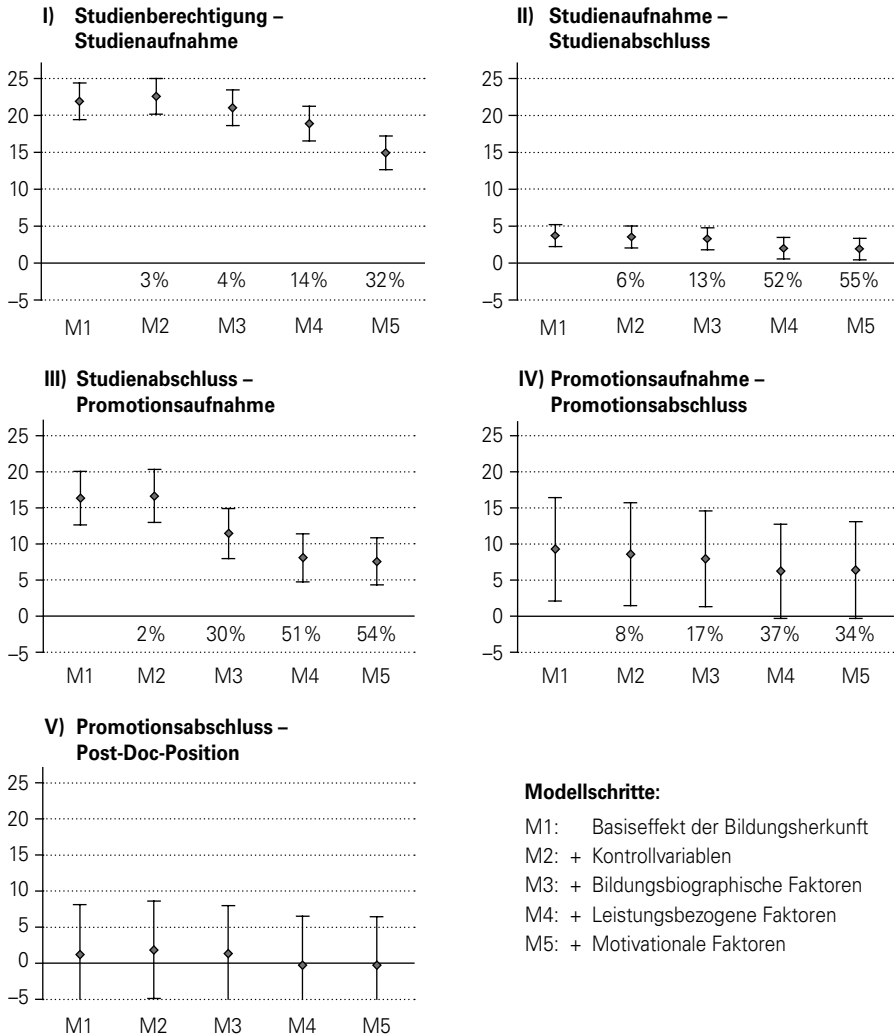 I) Studienberechtigung –
Studienaufnahme
25
20
15
10
5
0
–5
3% 4% 14% 32%
M1 M2 M3 M4 M5
II) Studienaufnahme –
Studienabschluss
25
20
15
10
5
0
–5
6% 13% 52% 55%
M1 M2 M3 M4 M5
III) Studienabschluss –
Promotionsaufnahme
25
20
15
10
5
0
–5
2% 30% 51% 54%
M1 M2 M3 M4 M5
IV) Promotionsaufnahme –
Promotionsabschluss
25
20
15
10
5
0
–5
8% 17% 37% 34%
M1 M2 M3 M4 M5
V) Promotionsabschluss –
Post-Doc-Position
25
20
15
10
5
0
–5
M1 M2 M3 M4 M5
Modellschritte:
M1: Basiseffekt der Bildungsherkunft
M2: + Kontrollvariablen
M3: + Bildungsbiographische Faktoren
M4: + Leistungsbezogene Faktoren
M5: + Motivationale Faktoren